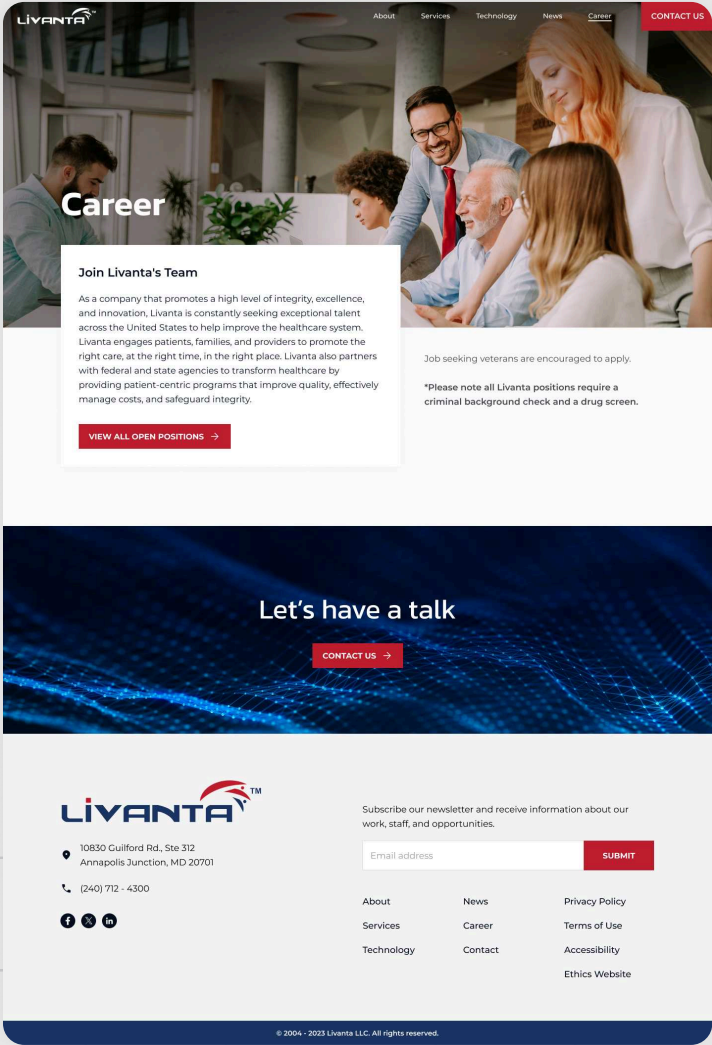 LIVANTA™
About Services Technology News Career CONTACT US
Career
Join Livanta's Team
As a company that promotes a high level of integrity, excellence,
and innovation, Livanta is constantly seeking exceptional talent
across the United States to help improve the healthcare system.
Livanta engages patients, families, and providers to promote the
right care, at the right time, in the right place. Livanta also partners
with federal and state agencies to transform healthcare by
providing patient-centric programs that improve quality, effectively
manage costs, and safeguard integrity.
VIEW ALL OPEN POSITIONS →
Job seeking veterans are encouraged to apply.
*Please note all Livanta positions require a
criminal background check and a drug screen.
Let’s have a talk
CONTACT US →
LIVANTA™
10830 Guilford Rd., Ste 312
Annapolis Junction, MD 20701
(240) 712 - 4300
Subscribe our newsletter and receive information about our
work, staff, and opportunities.
Email address SUBMIT
About News Privacy Policy
Services Career Terms of Use
Technology Contact Accessibility
Ethics Website
© 2004 - 2023 Livanta LLC. All rights reserved.